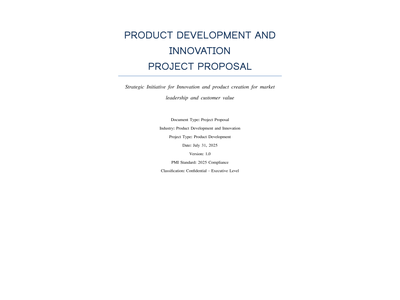 PRODUCT DEVELOPMENT AND
INNOVATION
PROJECT PROPOSAL
Strategic Initiative for Innovation and product creation for market
leadership and customer value
Document Type: Project Proposal
Industry: Product Development and Innovation
Project Type: Product Development
Date: July 31, 2025
Version: 1.0
PMI Standard: 2025 Compliance
Classification: Confidential - Executive Level